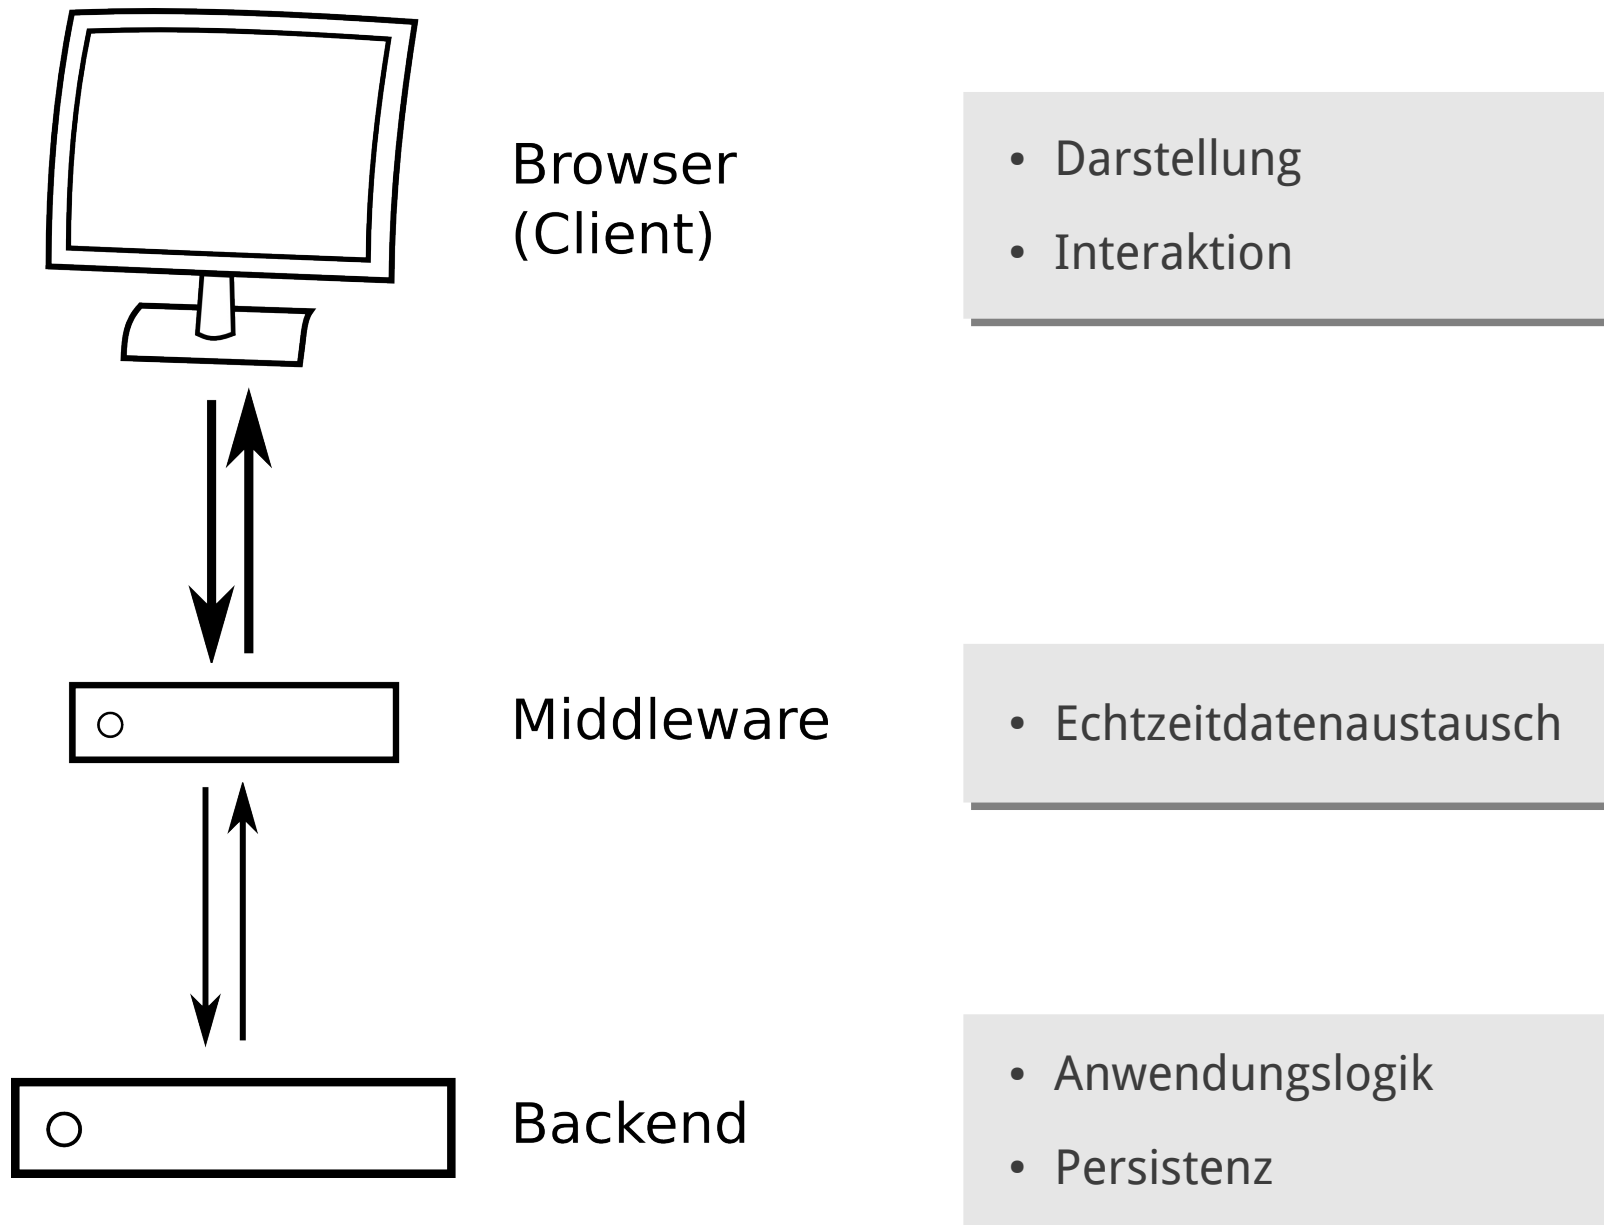 Browser
(Client)
• Darstellung
• Interaktion
Middleware
• Echtzeitdatenaustausch
Backend
• Anwendungslogik
• Persistenz